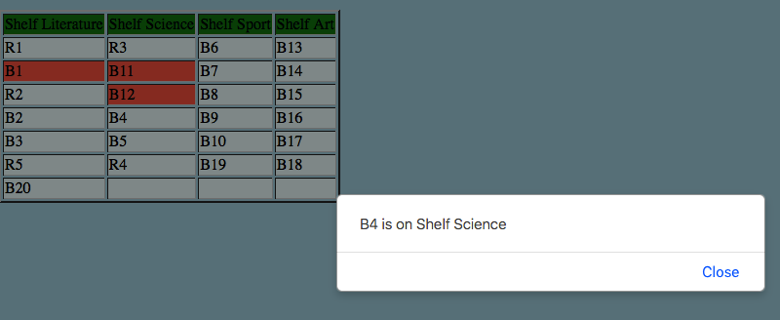 Shelf Literature Shelf Science Shelf Sport Shelf Art
R1 R3 B6 B13
B1 B11 B7 B14
R2 B12 B8 B15
B2 B4 B9 B16
B3 B5 B10 B17
R5 R4 B19 B18
B20
B4 is on Shelf Science
Close